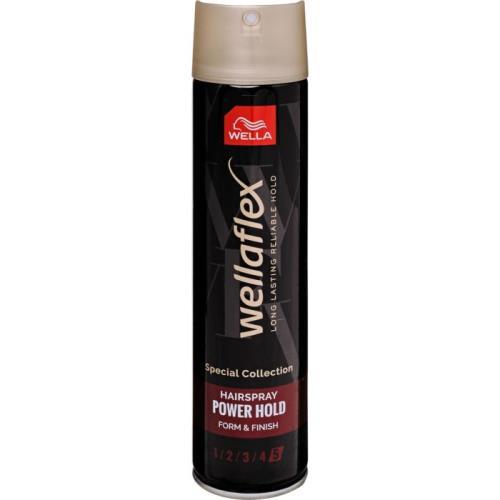 WELLA
wellaflex
LONG LASTING RELIABLE HOLD
Special Collection
HAIRSPRAY
POWER HOLD
FORM & FINISH
1/2/3/4/5